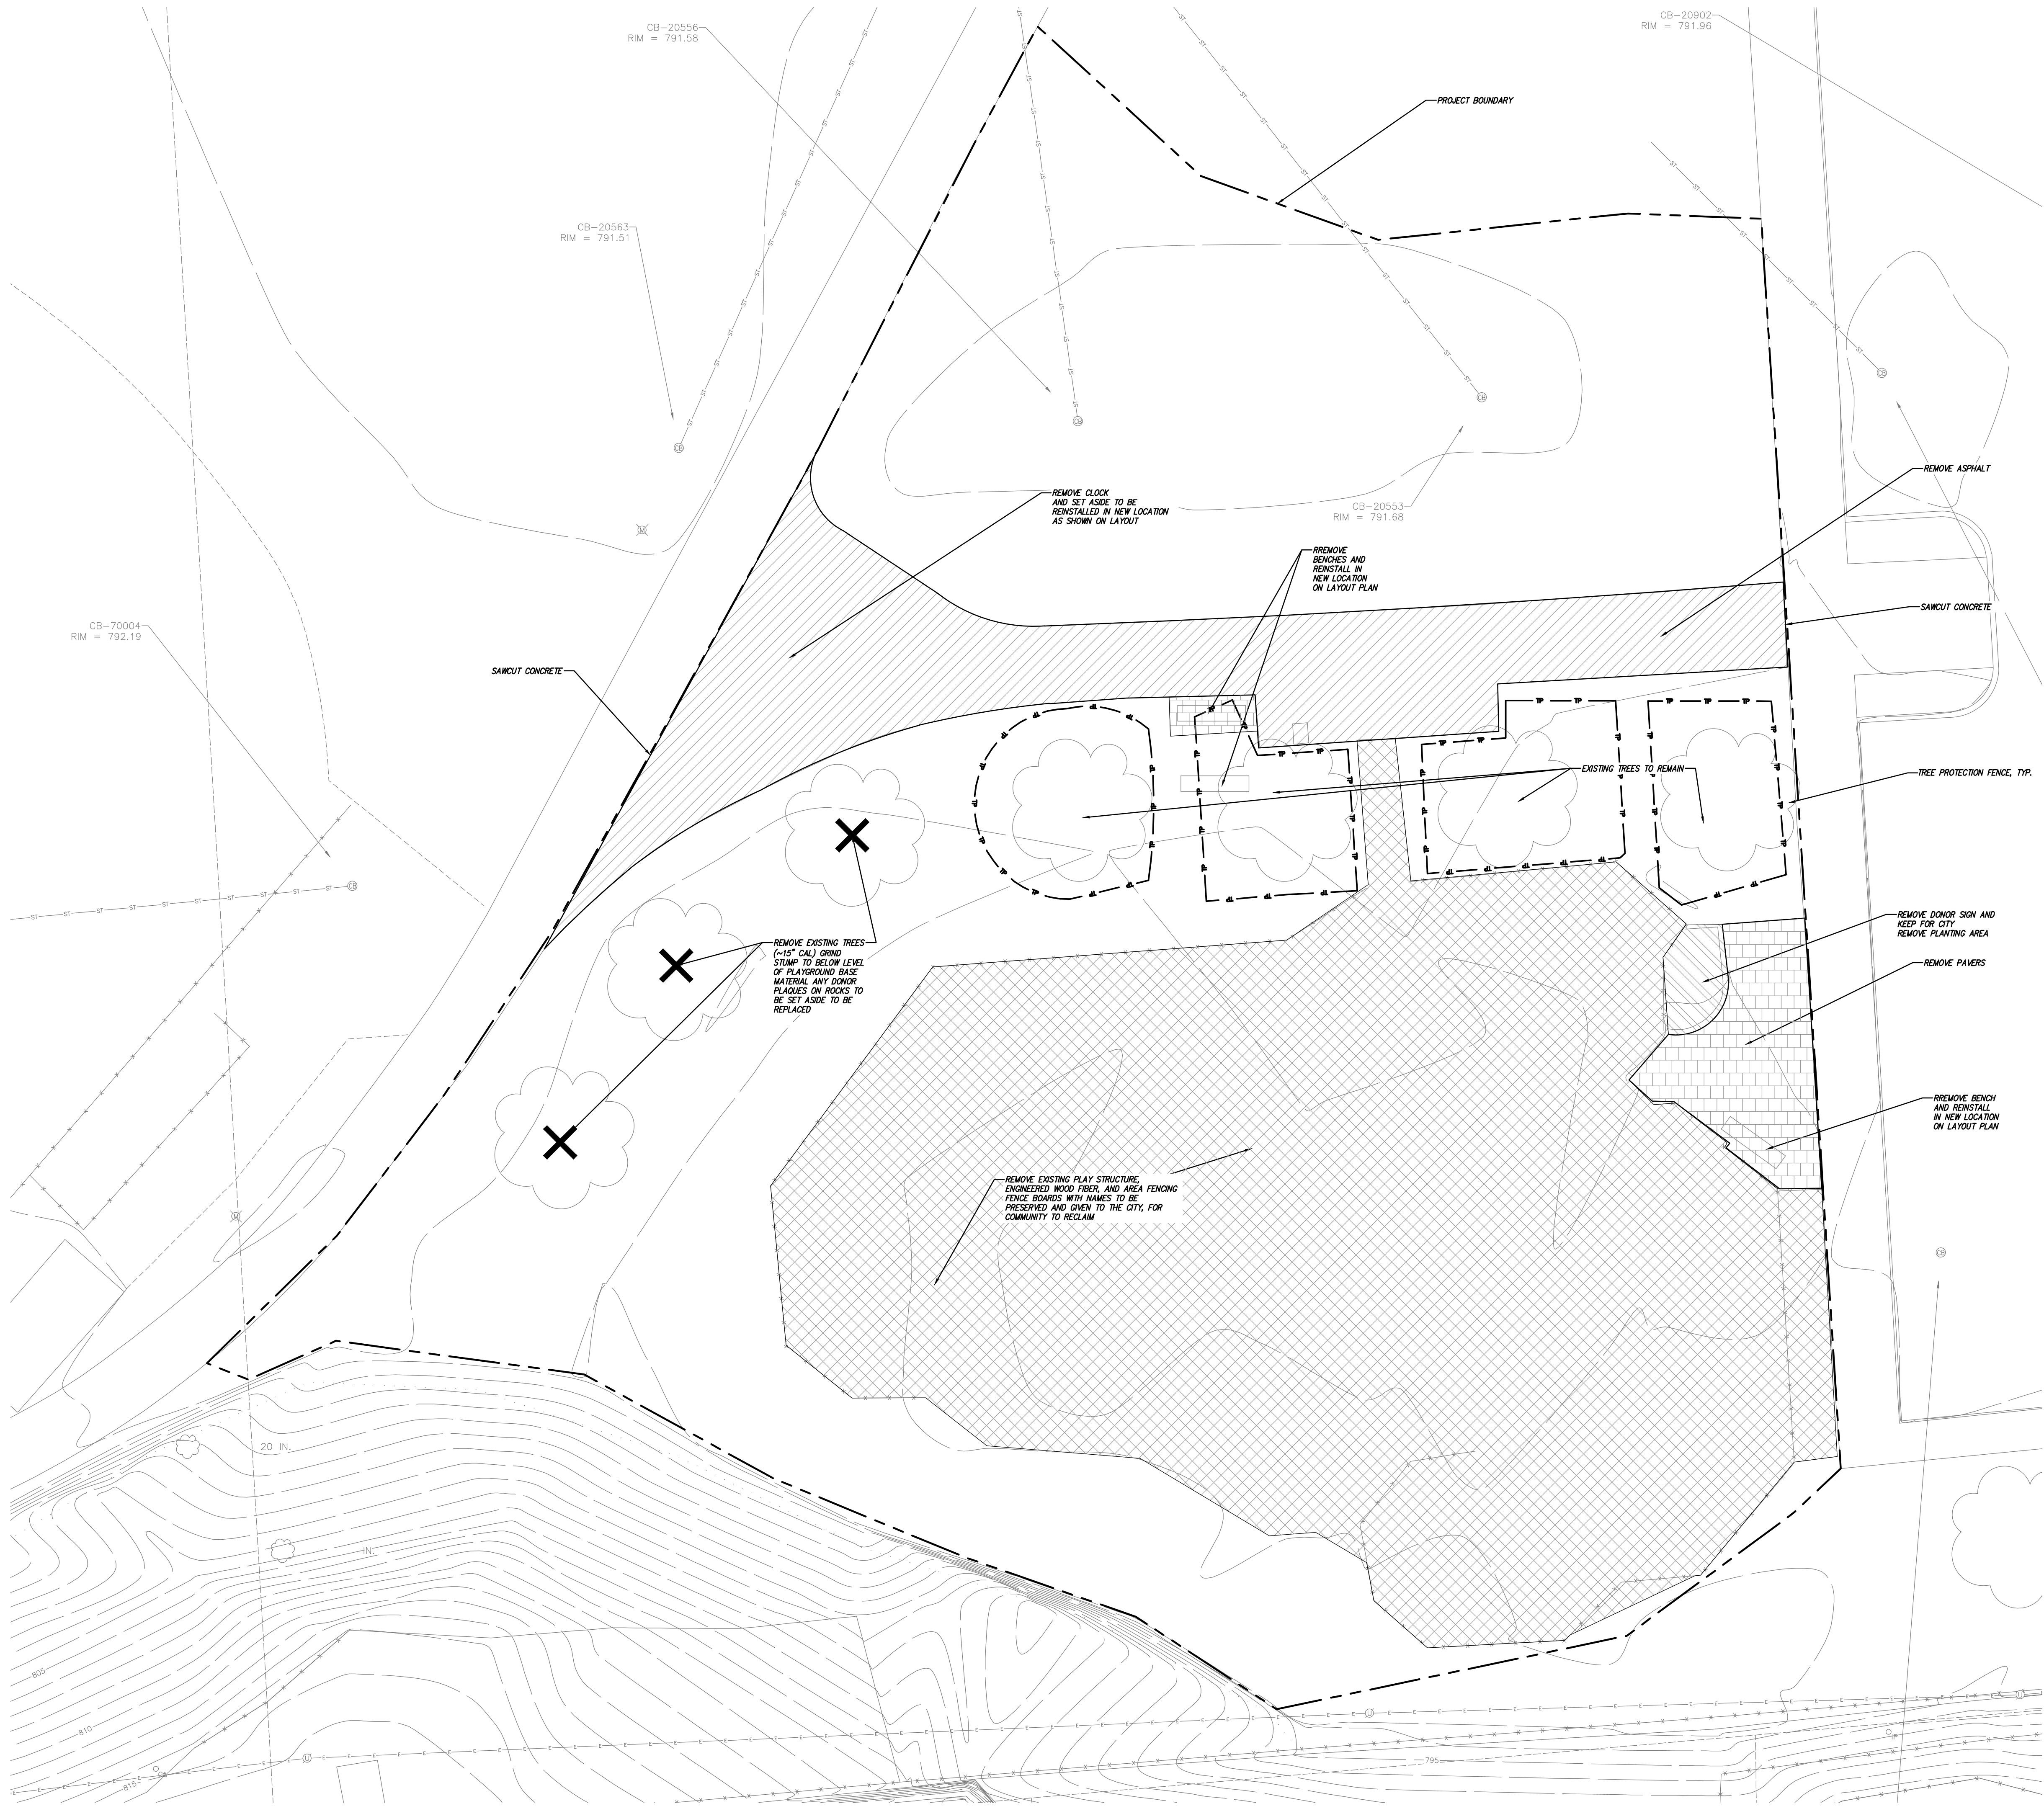 CB-20556
RIM = 791.58
CB-20902
RIM = 791.96
PROJECT BOUNDARY
CB-20563
RIM = 791.51
REMOVE ASPHALT
REMOVE CLOCK
AND SET ASIDE TO BE
REINSTALLED IN NEW LOCATION
AS SHOWN ON LAYOUT
CB-20553
RIM = 791.68
RREMOVE
BENCHES AND
REINSTALL IN
NEW LOCATION
ON LAYOUT PLAN
SAWCUT CONCRETE
CB-70004
RIM = 792.19
SAWCUT CONCRETE
EXISTING TREES TO REMAIN
TREE PROTECTION FENCE, TYP.
REMOVE DONOR SIGN AND
KEEP FOR CITY
REMOVE PLANTING AREA
REMOVE EXISTING TREES
(~15" CAL) GRIND
STUMP TO BELOW LEVEL
OF PLAYGROUND BASE
MATERIAL ANY DONOR
PLAQUES ON ROCKS TO
BE SET ASIDE TO BE
REPLACED
REMOVE PAVERS
RREMOVE BENCH
AND REINSTALL
IN NEW LOCATION
ON LAYOUT PLAN
REMOVE EXISTING PLAY STRUCTURE,
ENGINEERED WOOD FIBER, AND AREA FENCING
FENCE BOARDS WITH NAMES TO BE
PRESERVED AND GIVEN TO THE CITY, FOR
COMMUNITY TO RECLAIM
20 IN.
IN.
805
810
815
795